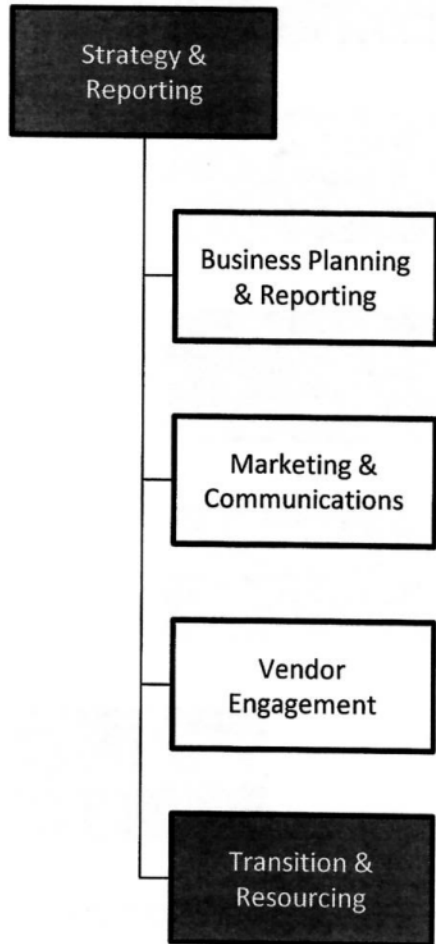 Strategy &
Reporting
Business Planning
& Reporting
Marketing &
Communications
Vendor
Engagement
Transition &
Resourcing